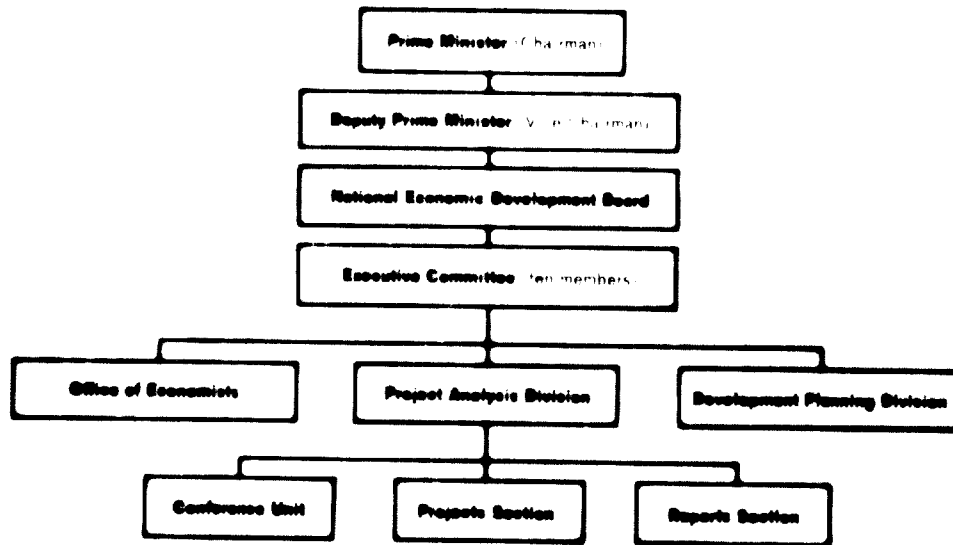 Prime Minister (Chairman)
Deputy Prime Minister (Vice Chairman)
National Economic Development Board
Executive Committee (ten members)
Office of Economists
Project Analysis Division
Development Planning Division
Conference Unit
Projects Section
Reports Section